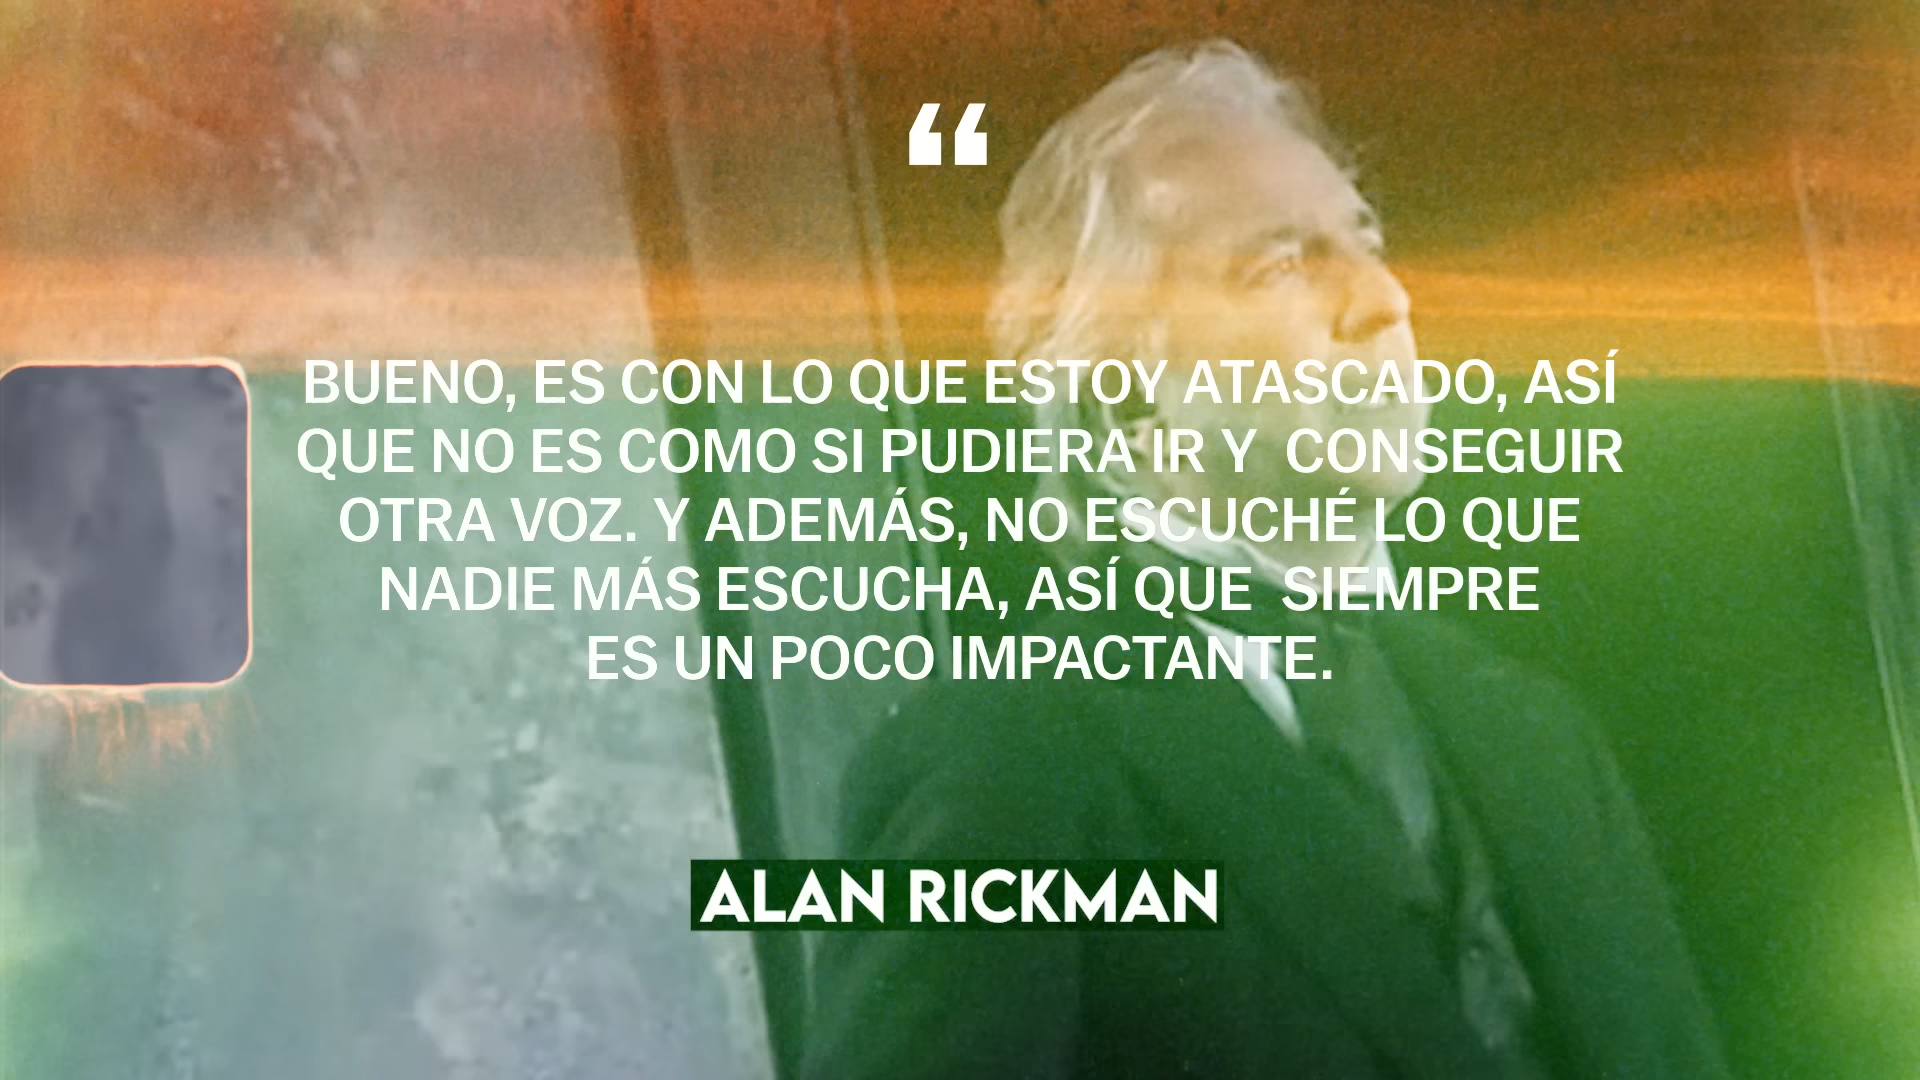 “
BUENO, ES CON LO QUE ESTOY ATASCADO, ASÍ
QUE NO ES COMO SI PUDIERA IR Y CONSEGUIR
OTRA VOZ. Y ADEMÁS, NO ESCUCHÉ LO QUE
NADIE MÁS ESCUCHA, ASÍ QUE SIEMPRE
ES UN POCO IMPACTANTE.
ALAN RICKMAN